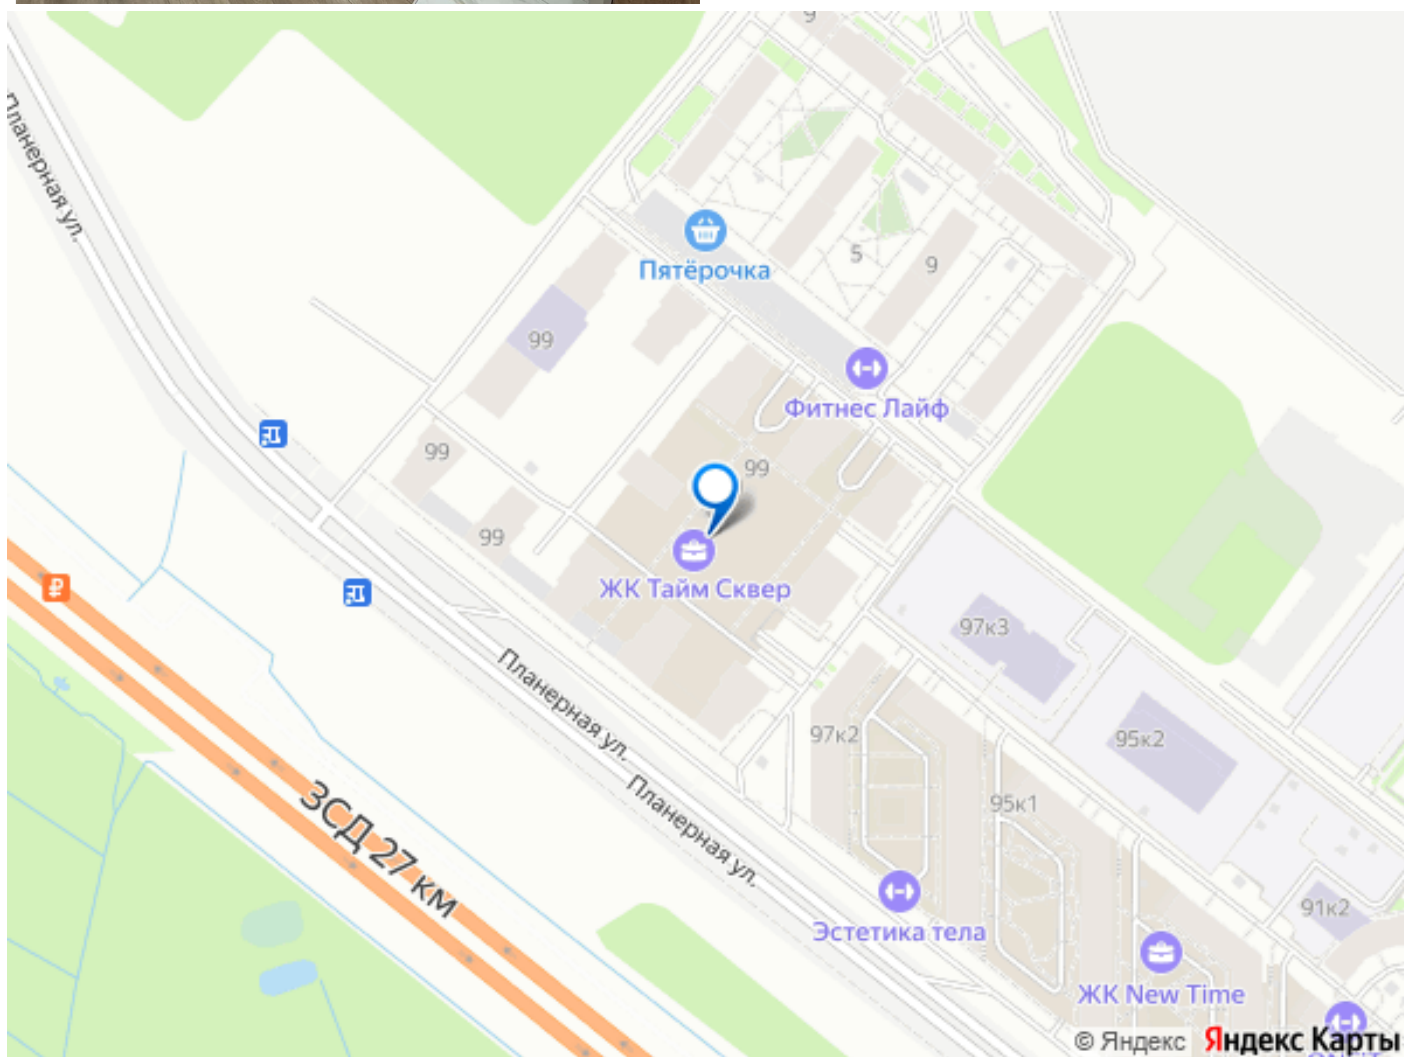 9
Планерная ул.
Пятёрочка
5
9
99
Фитнес Лайф
99
99
99
ЖК Тайм Сквер
97к3
Планерная ул.
97к2
95к2
Планерная ул.
95к1
ЗСД 27 км
91к2
Эстетика тела
ЖК New Time
© Яндекс Яндекс Карты